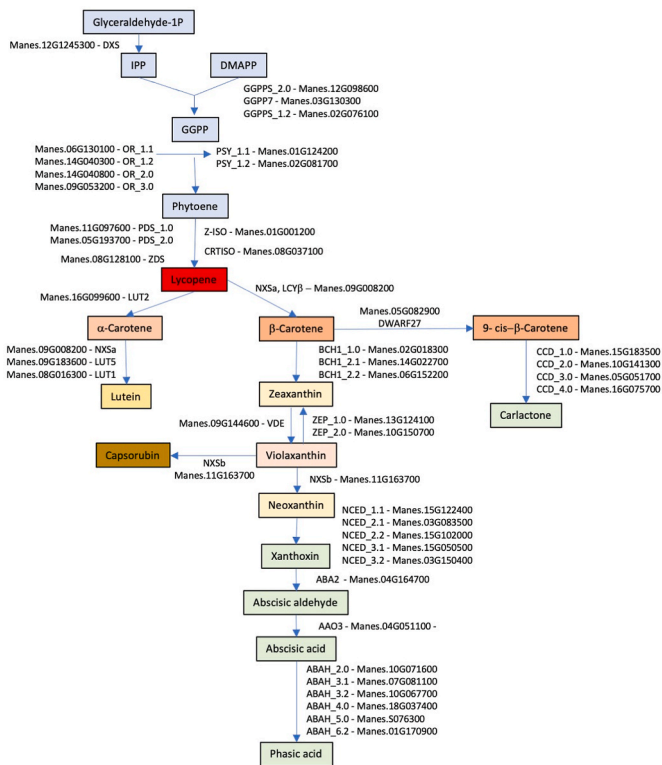 Glyceraldehyde-1P
Manes.12G1245300 - DXS
IPP
DMAPP
GGPPS_2.0 - Manes.12G098600
GGPP7 - Manes.03G130300
GGPPS_1.2 - Manes.02G076100
GGPP
Manes.06G130100 - OR_1.1
Manes.14G040300 - OR_1.2
Manes.14G040800 - OR_2.0
Manes.09G053200 - OR_3.0
PSY_1.1 - Manes.01G124200
PSY_1.2 - Manes.02G081700
Phytoene
Manes.11G097600 - PDS_1.0
Manes.05G193700 - PDS_2.0
Manes.08G128100 - ZDS
Z-ISO - Manes.01G001200
CRTISO - Manes.08G037100
Lycopene
Manes.16G099600 - LUT2
NXSa, LCYβ – Manes.09G008200
α-Carotene
β-Carotene
Manes.05G082900
DWARF27
9- cis–β-Carotene
Manes.09G008200 - NXSa
Manes.09G183600 - LUT5
Manes.08G016300 - LUT1
BCH1_1.0 - Manes.02G018300
BCH1_2.1 - Manes.14G022700
BCH1_2.2 - Manes.06G152200
CCD_1.0 - Manes.15G183500
CCD_2.0 - Manes.10G141300
CCD_3.0 - Manes.05G051700
CCD_4.0 - Manes.16G075700
Lutein
Zeaxanthin
Carlactone
Manes.09G144600 - VDE
ZEP_1.0 - Manes.13G124100
ZEP_2.0 - Manes.10G150700
Capsorubin
NXSb
Manes.11G163700
Violaxanthin
NXSb - Manes.11G163700
Neoxanthin
NCED_1.1 - Manes.15G122400
NCED_2.1 - Manes.03G083500
NCED_2.2 - Manes.15G102000
NCED_3.1 - Manes.15G050500
NCED_3.2 - Manes.03G150400
Xanthoxin
ABA2 - Manes.04G164700
Abscisic aldehyde
AAO3 - Manes.04G051100 -
Abscisic acid
ABAH_2.0 - Manes.10G071600
ABAH_3.1 - Manes.07G081100
ABAH_3.2 - Manes.10G067700
ABAH_4.0 - Manes.18G037400
ABAH_5.0 - Manes.S076300
ABAH_6.2 - Manes.01G170900
Phasic acid